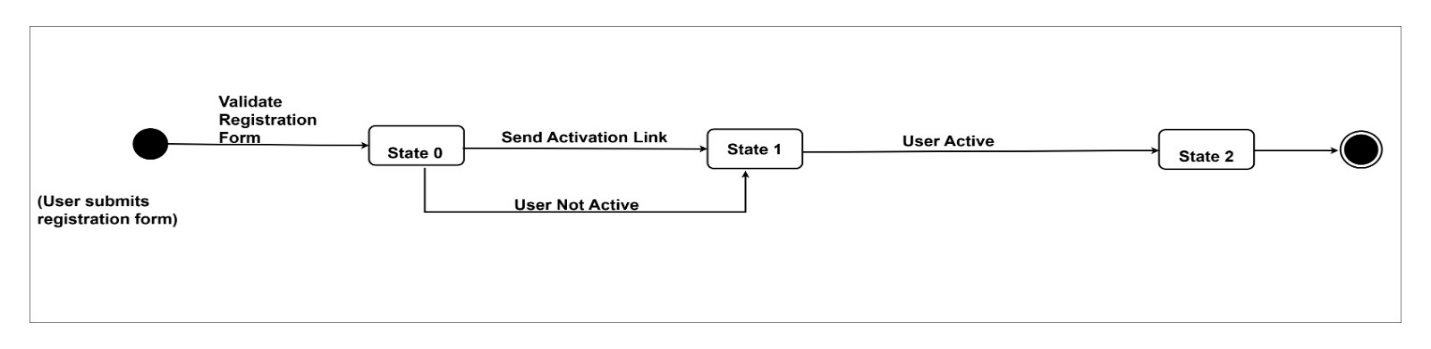 Validate
Registration
Form
State 0
Send Activation Link
State 1
User Active
State 2
User Not Active
(User submits
registration form)